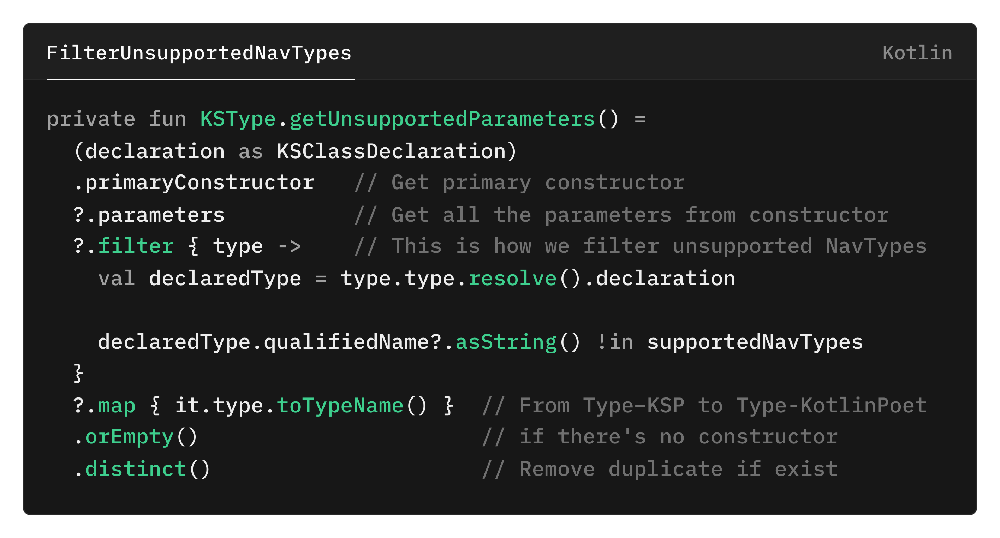 FilterUnsupportedNavTypes
Kotlin
private fun KSType.getUnsupportedParameters() =
  (declaration as KSClassDeclaration)
  .primaryConstructor   // Get primary constructor
  ?.parameters          // Get all the parameters from constructor
  ?.filter { type ->    // This is how we filter unsupported NavTypes
    val declaredType = type.type.resolve().declaration

    declaredType.qualifiedName?.asString() !in supportedNavTypes
  }
  ?.map { it.type.toTypeName() }  // From Type–KSP to Type-KotlinPoet
  .orEmpty()                      // if there's no constructor
  .distinct()                     // Remove duplicate if exist